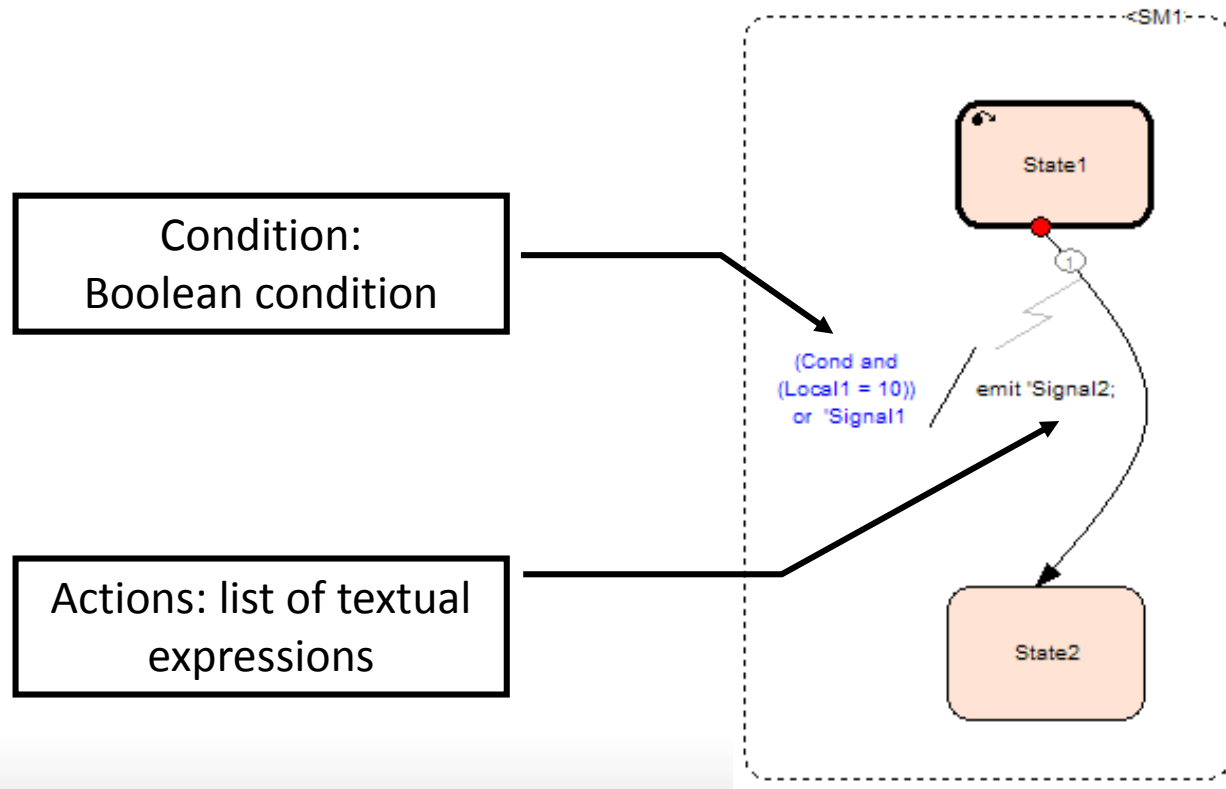 <SM1>
State1
Condition:
Boolean condition
1
(Cond and
(Local1 = 10))
or 'Signal1
/
emit 'Signal2;
Actions: list of textual
expressions
State2